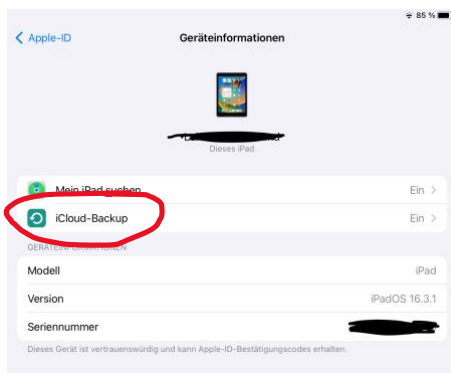 85 %
Apple-ID
Geräteinformationen
Dieses iPad
Mein iPad suchen Ein
iCloud-Backup Ein
GERÄTEINFORMATIONEN
Modell iPad
Version iPadOS 16.3.1
Seriennummer
Dieses Gerät ist vertrauenswürdig und kann Apple-ID-Bestätigungscodes erhalten.